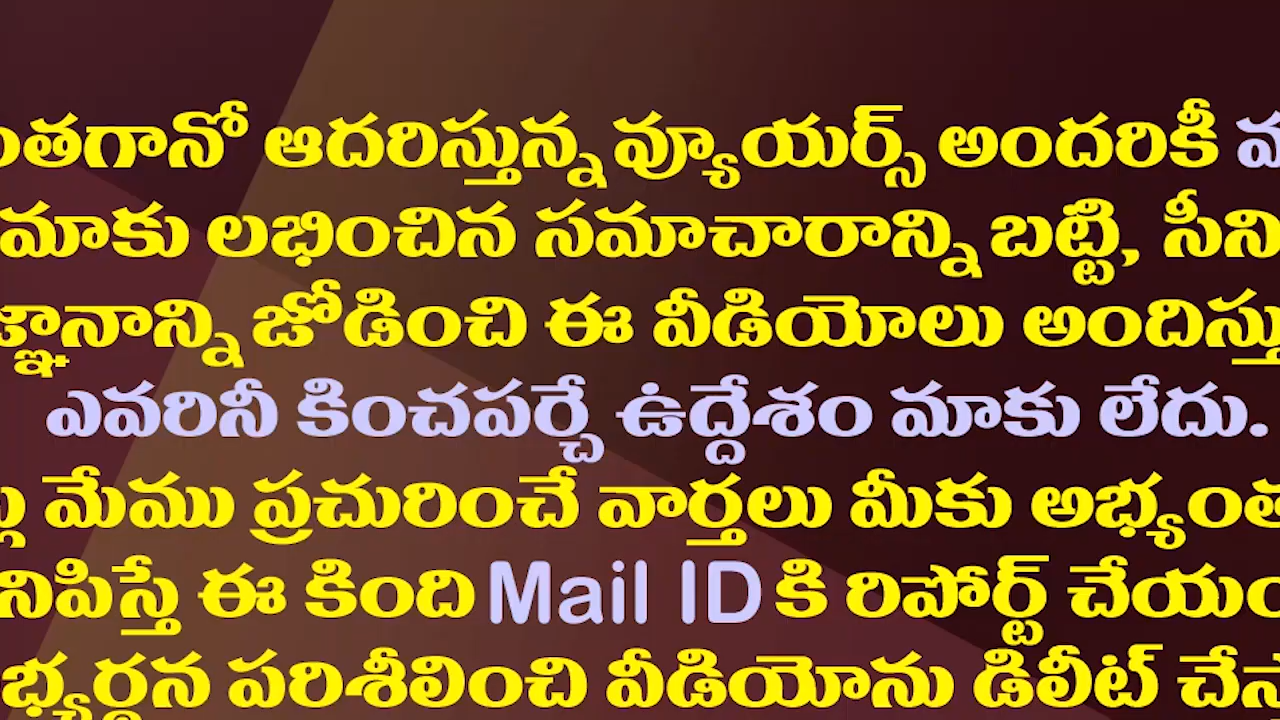 ంతగానో ఆదరిస్తున్న వ్యూయర్స్ అందరికీ
మాకు లభించిన సమాచారాన్ని బట్టి, సీని
జ్ఞానాన్ని జోడించి ఈ వీడియోలు అందిస్తు
ఎవరినీ కించపర్చే ఉద్దేశం మాకు లేదు.
మేము ప్రచురించే వార్తలు మీకు అభ్యంత
నిపిస్తే ఈ కింది Mail ID కి రిపోర్ట్ చేయం
భ్యర్థన పరిశీలించి వీడియోను డిలీట్ చేస